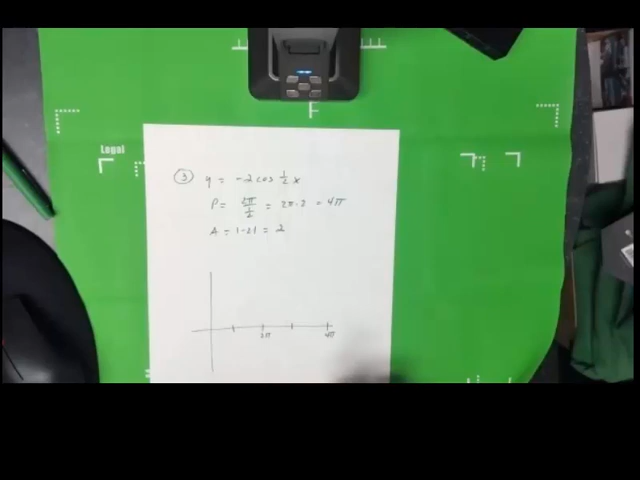 Legal
F
③ y = -2 cos 1/2 x
P = 2π/(1/2) = 2π·2 = 4π
A = |-2| = 2
2π 4π